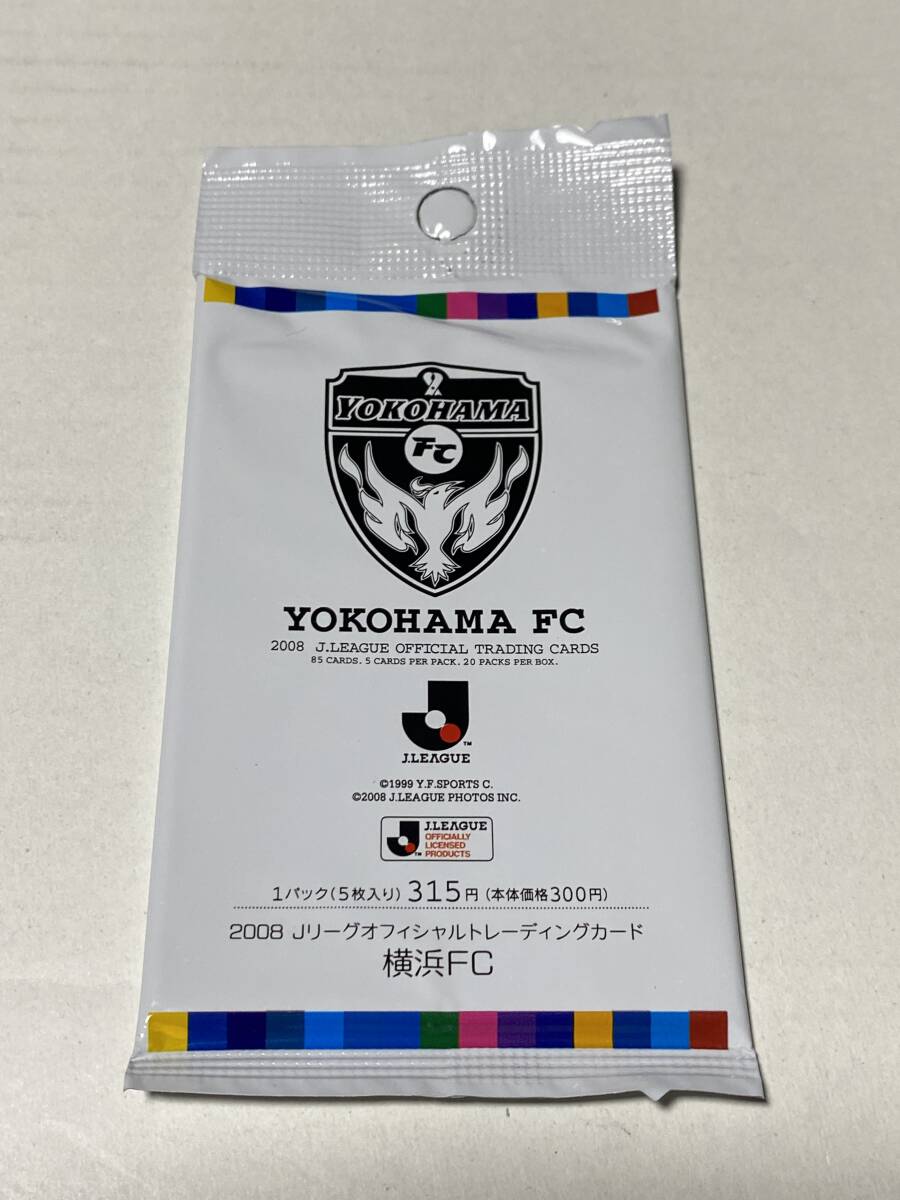 YOKOHAMA
FC
YOKOHAMA FC
2008 J.LEAGUE OFFICIAL TRADING CARDS
85 CARDS. 5 CARDS PER PACK. 20 PACKS PER BOX.
TM
J.LEAGUE
©1999 Y.F.SPORTS C.
©2008 J.LEAGUE PHOTOS INC.
J.LEAGUE
OFFICIALLY
LICENSED
TM PRODUCTS
1パック(5枚入り) 315円 (本体価格300円)
2008 Jリーグオフィシャルトレーディングカード
横浜FC